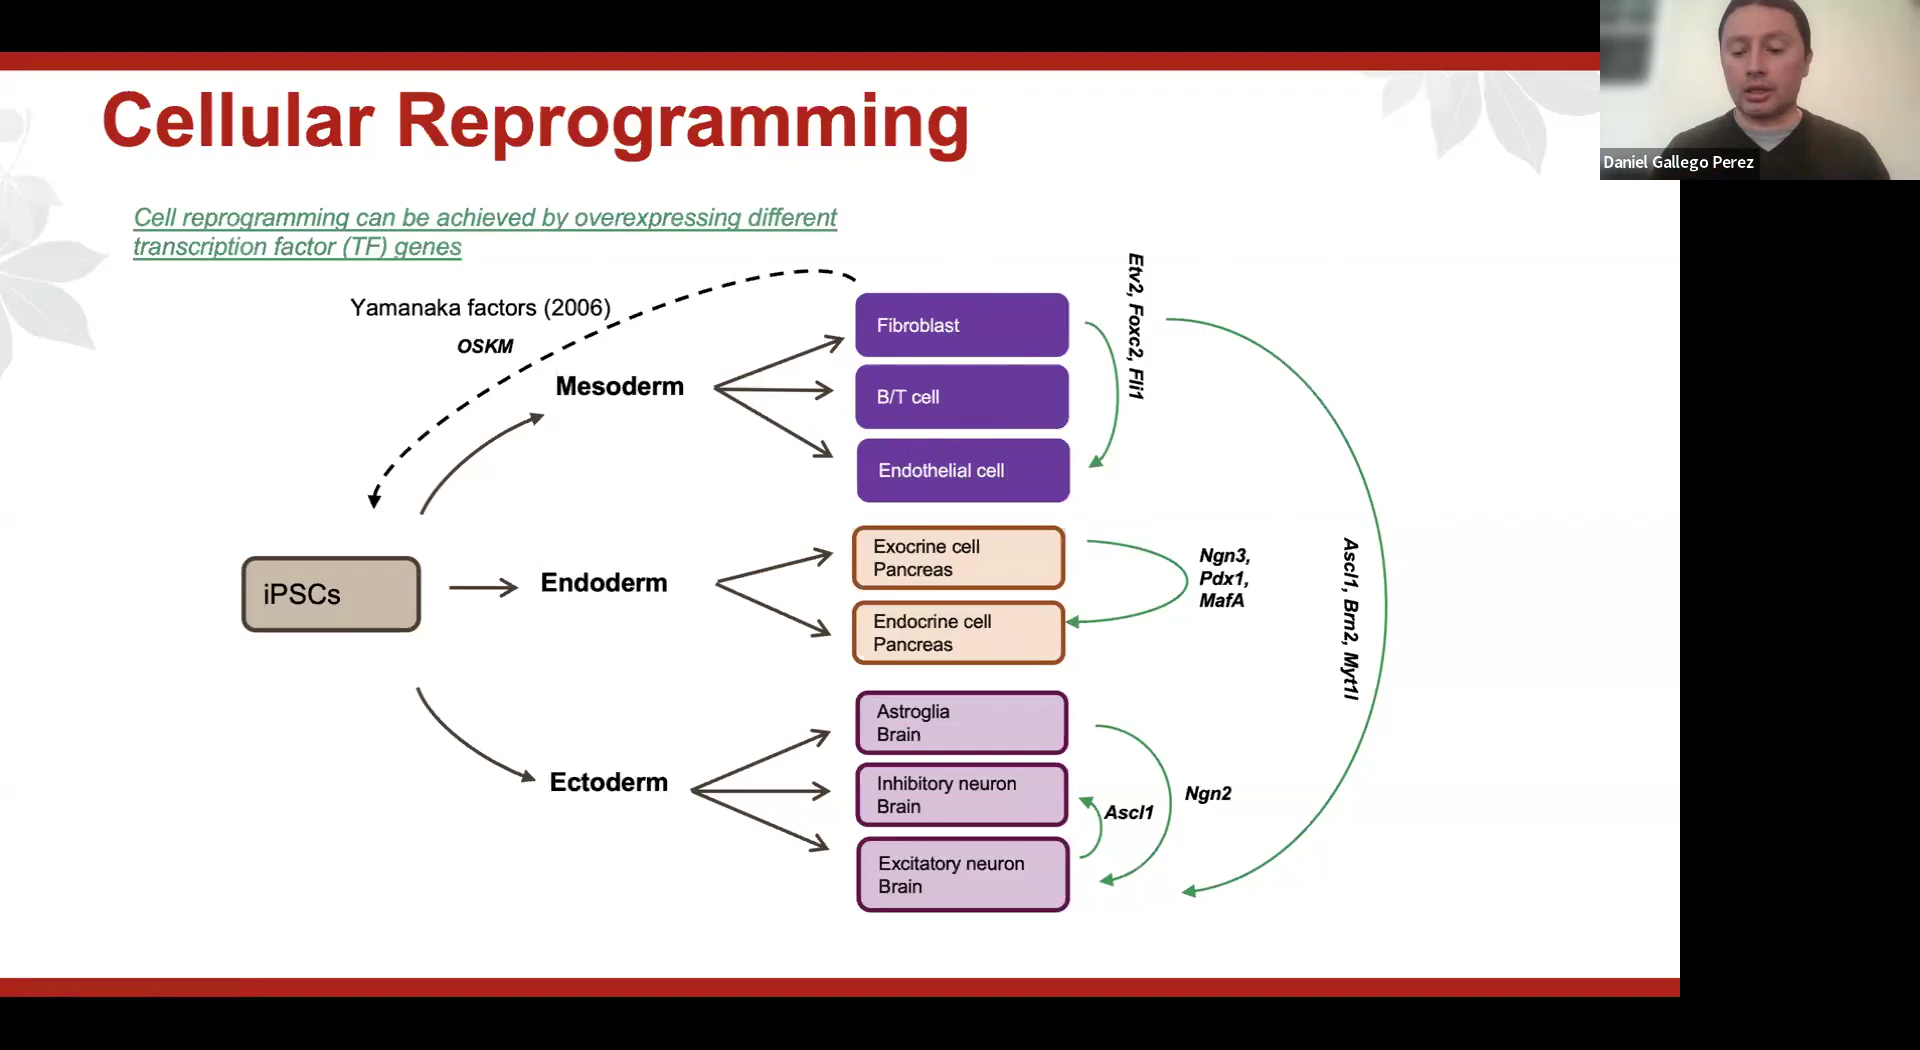 Cellular Reprogramming
Daniel Gallego Perez
Cell reprogramming can be achieved by overexpressing different
transcription factor (TF) genes
Yamanaka factors (2006)
OSKM
Mesoderm
Fibroblast
B/T cell
Endothelial cell
Etv2, Foxc2, Fli1
iPSCs
Endoderm
Exocrine cell
Pancreas
Endocrine cell
Pancreas
Ngn3,
Pdx1,
MafA
Ascl1, Brn2, Myt1l
Ectoderm
Astroglia
Brain
Inhibitory neuron
Brain
Excitatory neuron
Brain
Ascl1
Ngn2